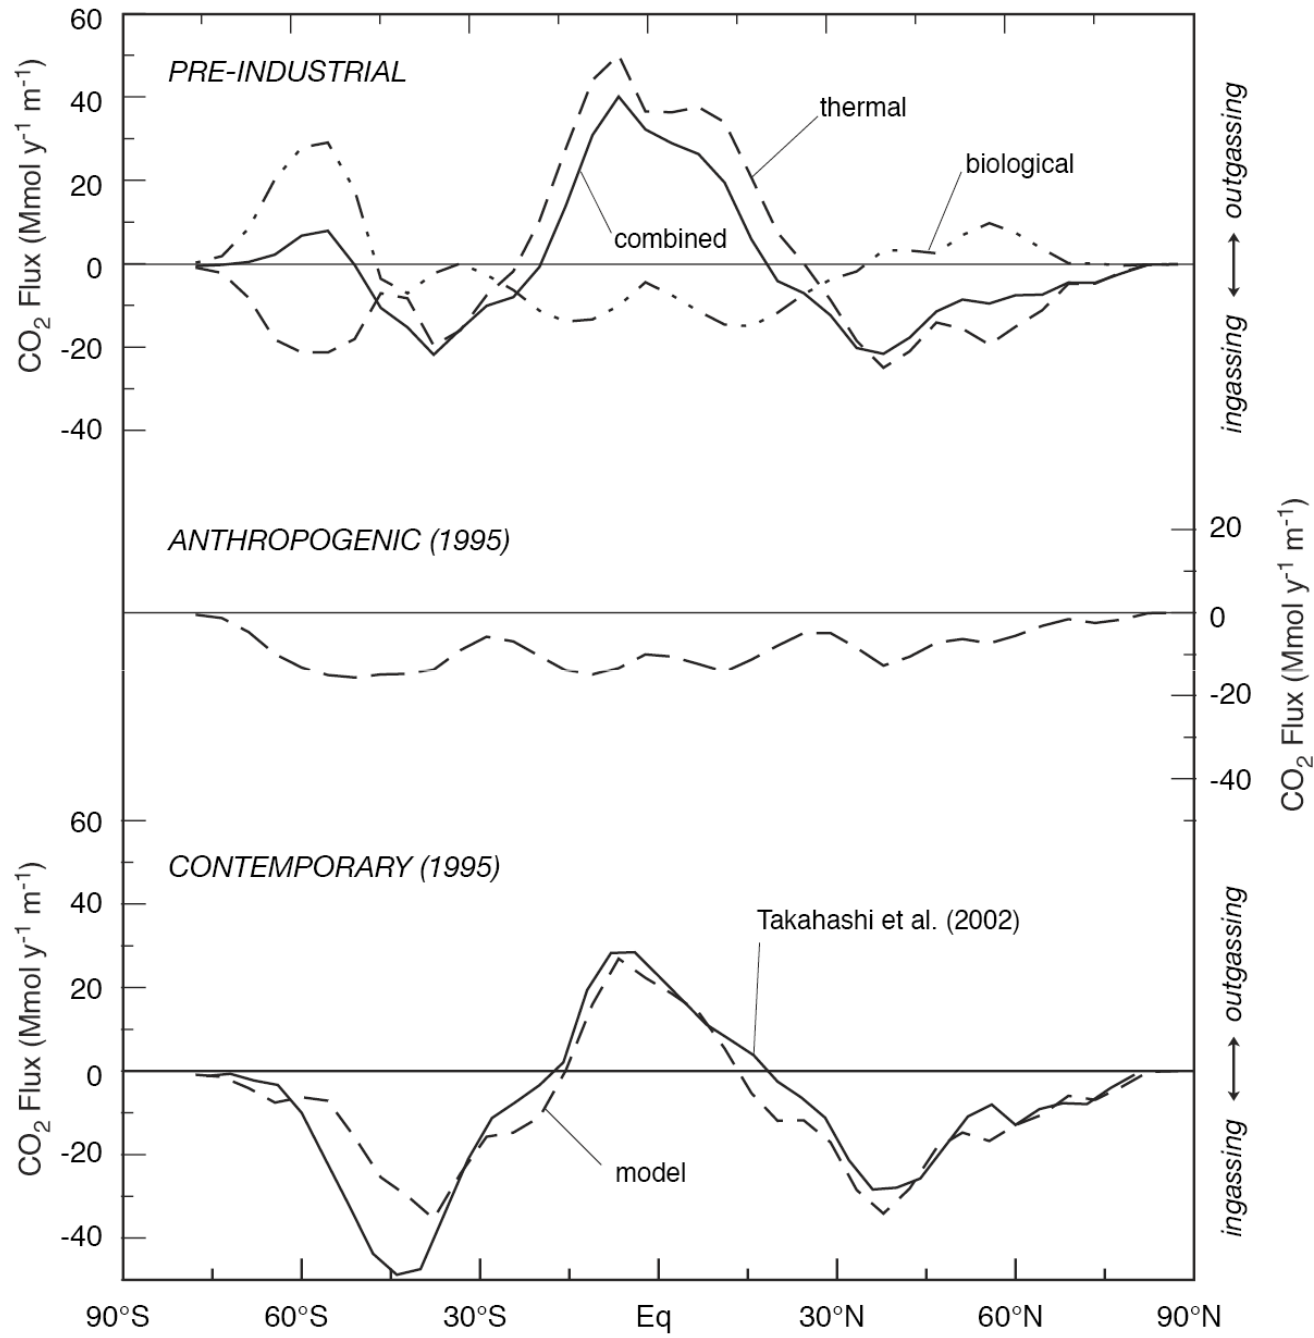 60
40
20
0
-20
-40
CO2 Flux (Mmol y-1 m-1)
PRE-INDUSTRIAL
thermal
biological
combined
outgassing
ingassing
ANTHROPOGENIC (1995)
20
0
-20
-40
CO2 Flux (Mmol y-1 m-1)
60
40
20
0
-20
-40
CO2 Flux (Mmol y-1 m-1)
CONTEMPORARY (1995)
Takahashi et al. (2002)
model
outgassing
ingassing
90°S 60°S 30°S Eq 30°N 60°N 90°N